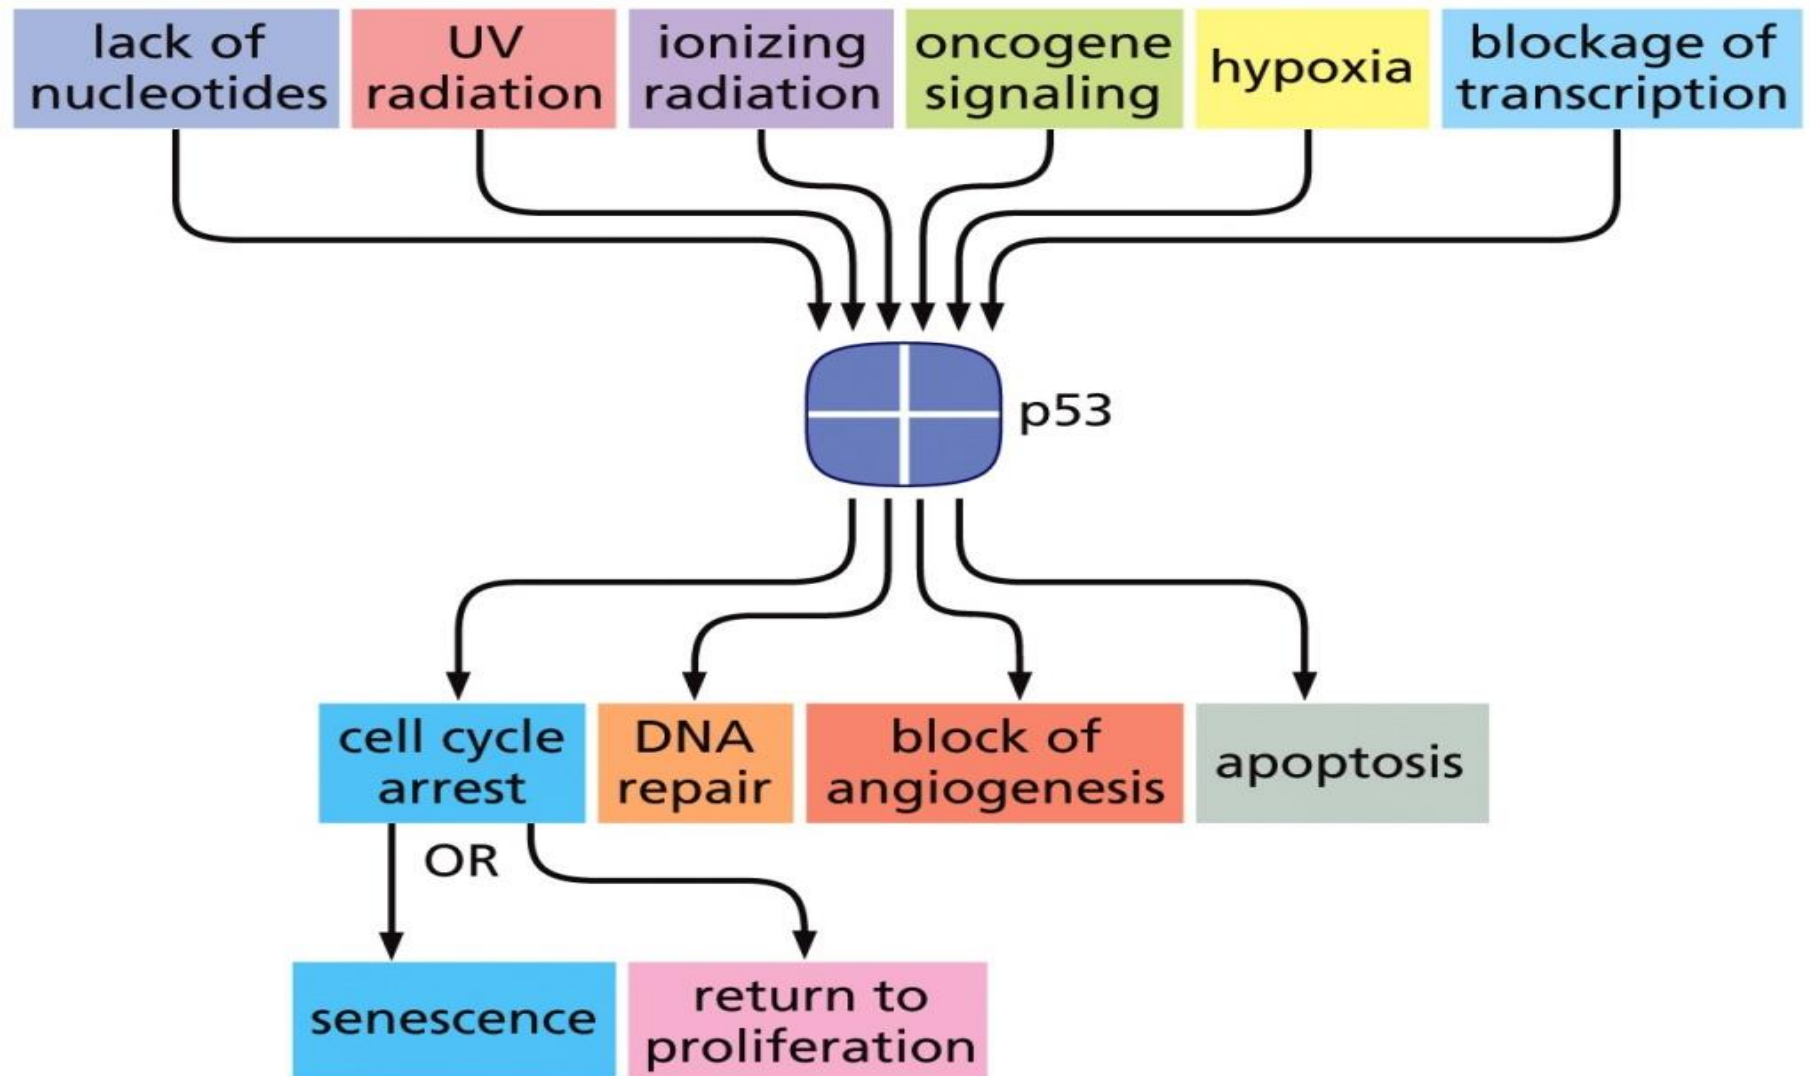 lack of
nucleotides
UV
radiation
ionizing
radiation
oncogene
signaling
hypoxia
blockage of
transcription
p53
cell cycle
arrest
DNA
repair
block of
angiogenesis
apoptosis
OR
senescence
return to
proliferation